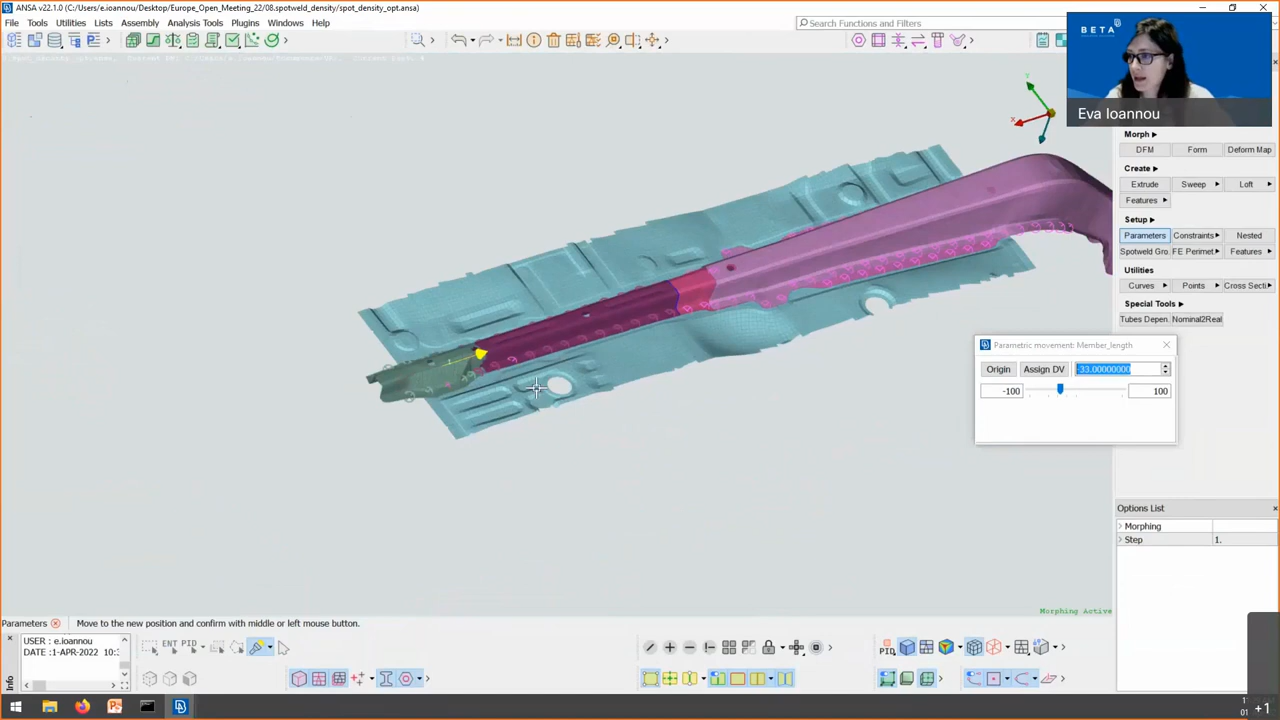 ANSA v22.1.0 (C:/Users/e.ioannou/Desktop/Europe_Open_Meeting_22/08.spotweld_density/spot_density_opt.ansa)
File Tools Utilities Lists Assembly Analysis Tools Plugins Windows Help
Search Functions and Filters
BETA
Eva Ioannou
Morph
DFM Form Deform Map
Create
Extrude Sweep Loft
Features
Setup
Parameters Constraints Nested
Spotweld Gro. FE Perimet Features
Utilities
Curves Points Cross Secti
Special Tools
Tubes Depen. Nominal2Real
Parametric movement: Member_length
Origin Assign DV -33.00000000
-100 100
Options List
Morphing
Step 1.
Morphing Active
Parameters Move to the new position and confirm with middle or left mouse button.
USER : e.ioannou
DATE :1-APR-2022 10:3
ENT PID
PID
Info
01
+1